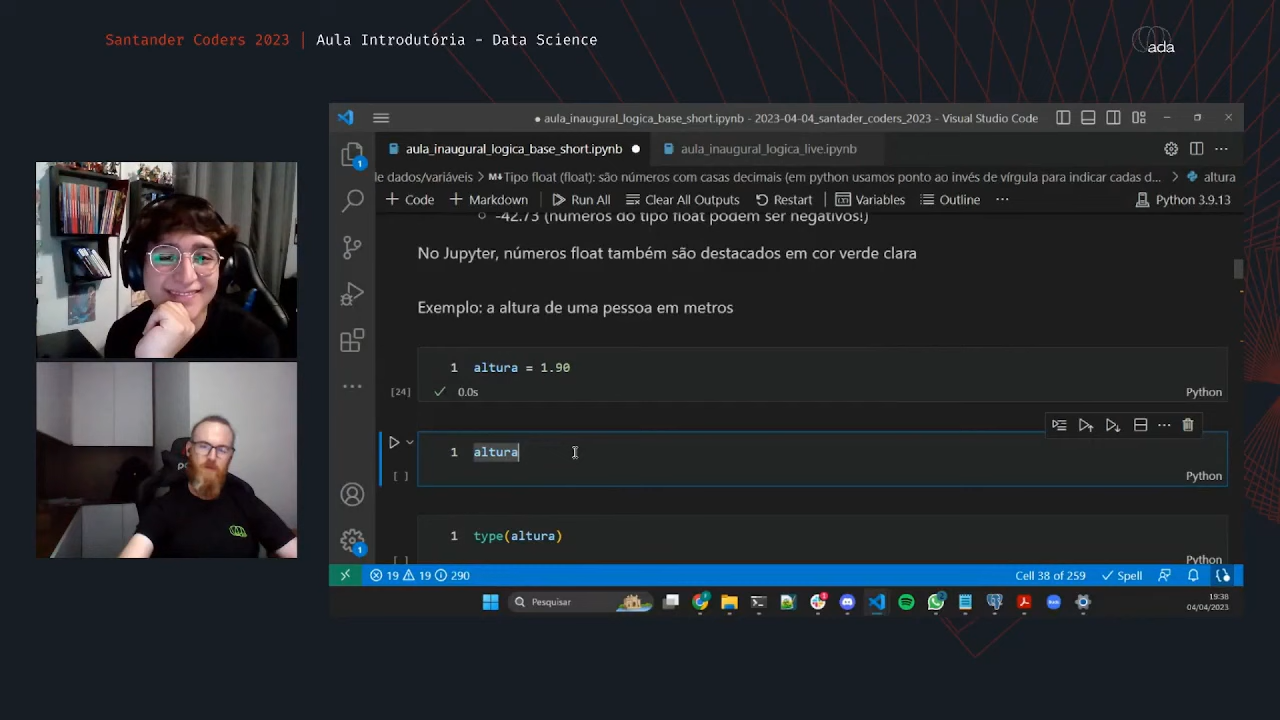 Santander Coders 2023 | Aula Introdutória - Data Science
ada
● aula_inaugural_logica_base_short.ipynb - 2023-04-04_santader_coders_2023 - Visual Studio Code
aula_inaugural_logica_base_short.ipynb ●
aula_inaugural_logica_live.ipynb
le dados/variáveis > M↓Tipo float (float): são números com casas decimais (em python usamos ponto ao invés de vírgula para indicar cada d... > altura
+ Code + Markdown Run All Clear All Outputs Restart Variables Outline ... Python 3.9.13
-42.73 (números do tipo float podem ser negativos!)
No Jupyter, números float também são destacados em cor verde clara
Exemplo: a altura de uma pessoa em metros
1 altura = 1.90
[24] 0.0s Python
1 altura
[ ] Python
1 type(altura)
[ ] Python
19 19 290 Cell 38 of 259 Spell
Pesquisar
19:38
04/04/2023